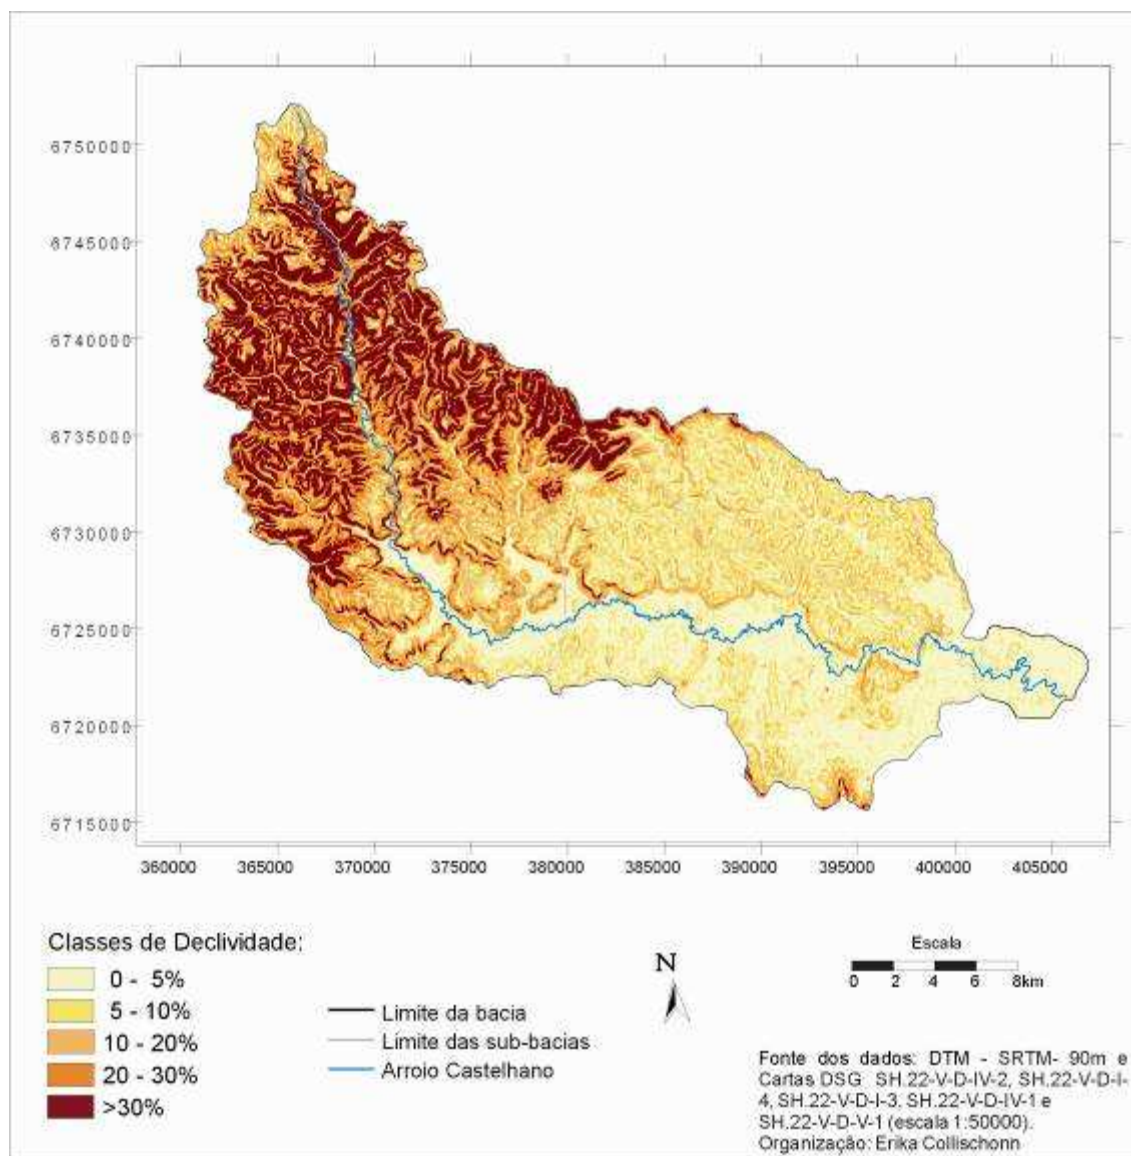 6750000
6745000
6740000
6735000
6730000
6725000
6720000
6715000
360000 365000 370000 375000 380000 385000 390000 395000 400000 405000
Classes de Declividade:
0 - 5%
5 - 10%
10 - 20%
20 - 30%
>30%
Limite da bacia
Limite das sub-bacias
Arroio Castelhano
N
Escala
0 2 4 6 8km
Fonte dos dados: DTM - SRTM- 90m e
Cartas DSG SH.22-V-D-IV-2, SH.22-V-D-I-
4, SH.22-V-D-I-3, SH.22-V-D-IV-1 e
SH.22-V-D-V-1 (escala 1:50000).
Organização: Erika Collischonn